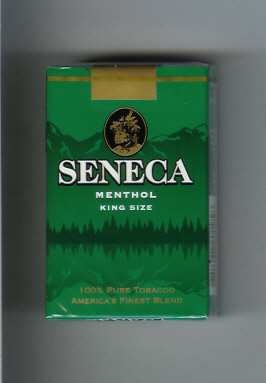 SENECA
MENTHOL
KING SIZE
100% PURE TOBACCO
AMERICA'S FINEST BLEND